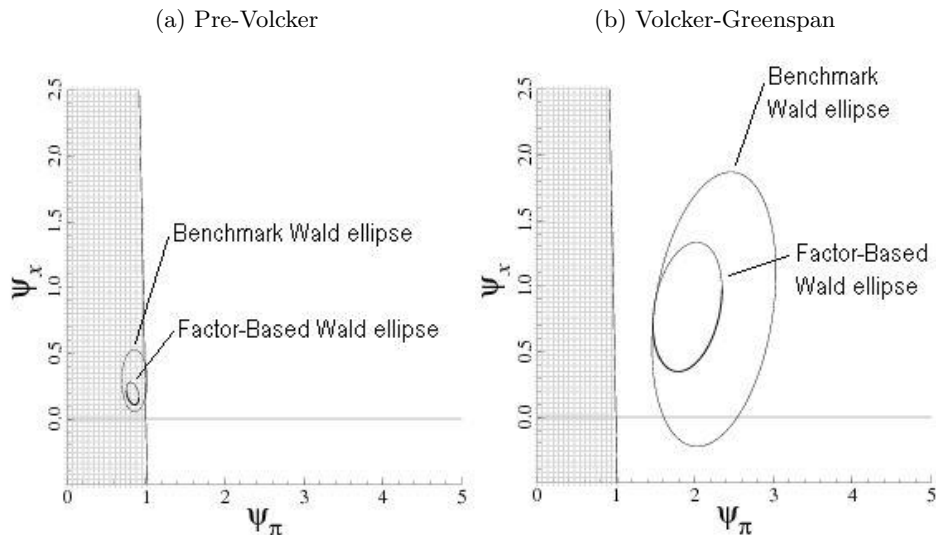 (a) Pre-Volcker
2.5
2.0
1.5
1.0
0.5
0.0
ψx
Benchmark Wald ellipse
Factor-Based Wald ellipse
0 1 2 3 4 5
ψπ
(b) Volcker-Greenspan
2.5
2.0
1.5
1.0
0.5
0.0
ψx
Benchmark
Wald ellipse
Factor-Based
Wald ellipse
0 1 2 3 4 5
ψπ